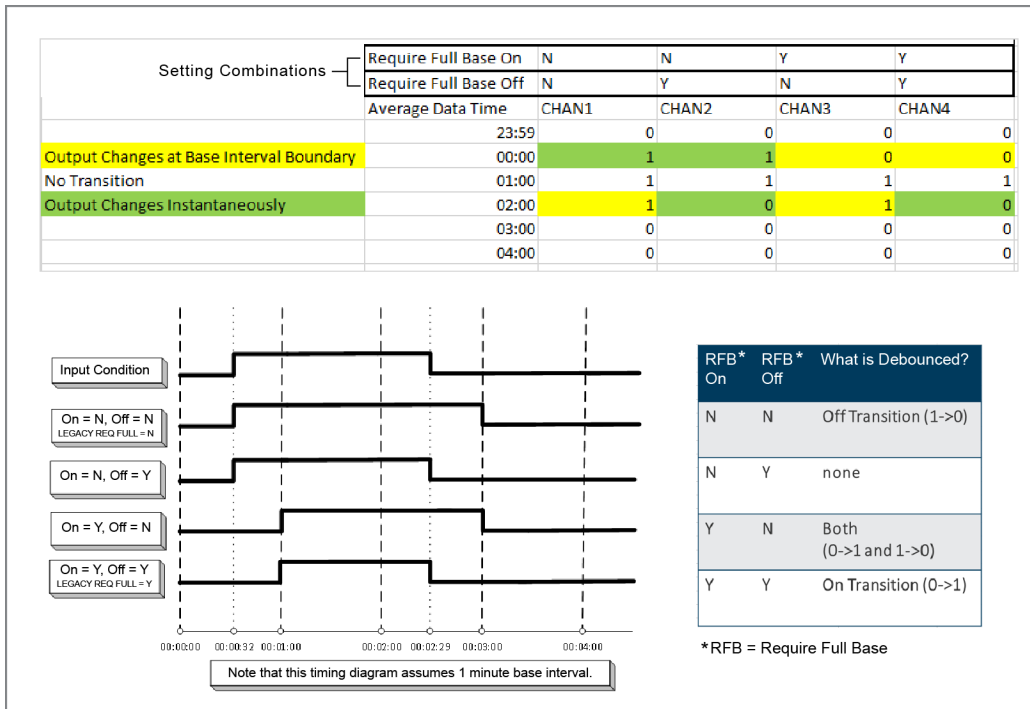 Setting Combinations
Require Full Base On N N Y Y
Require Full Base Off N Y N Y
Average Data Time CHAN1 CHAN2 CHAN3 CHAN4
23:59 0 0 0 0
Output Changes at Base Interval Boundary 00:00 1 1 0 0
No Transition 01:00 1 1 1 1
Output Changes Instantaneously 02:00 1 0 1 0
03:00 0 0 0 0
04:00 0 0 0 0
Input Condition
On = N, Off = N
LEGACY REQ FULL = N
On = N, Off = Y
On = Y, Off = N
On = Y, Off = Y
LEGACY REQ FULL = Y
00:00:00 00:00:32 00:01:00 00:02:00 00:02:29 00:03:00 00:04:00
Note that this timing diagram assumes 1 minute base interval.
RFB* RFB* What is Debounced?
On Off
N N Off Transition (1->0)
N Y none
Y N Both
(0->1 and 1->0)
Y Y On Transition (0->1)
*RFB = Require Full Base